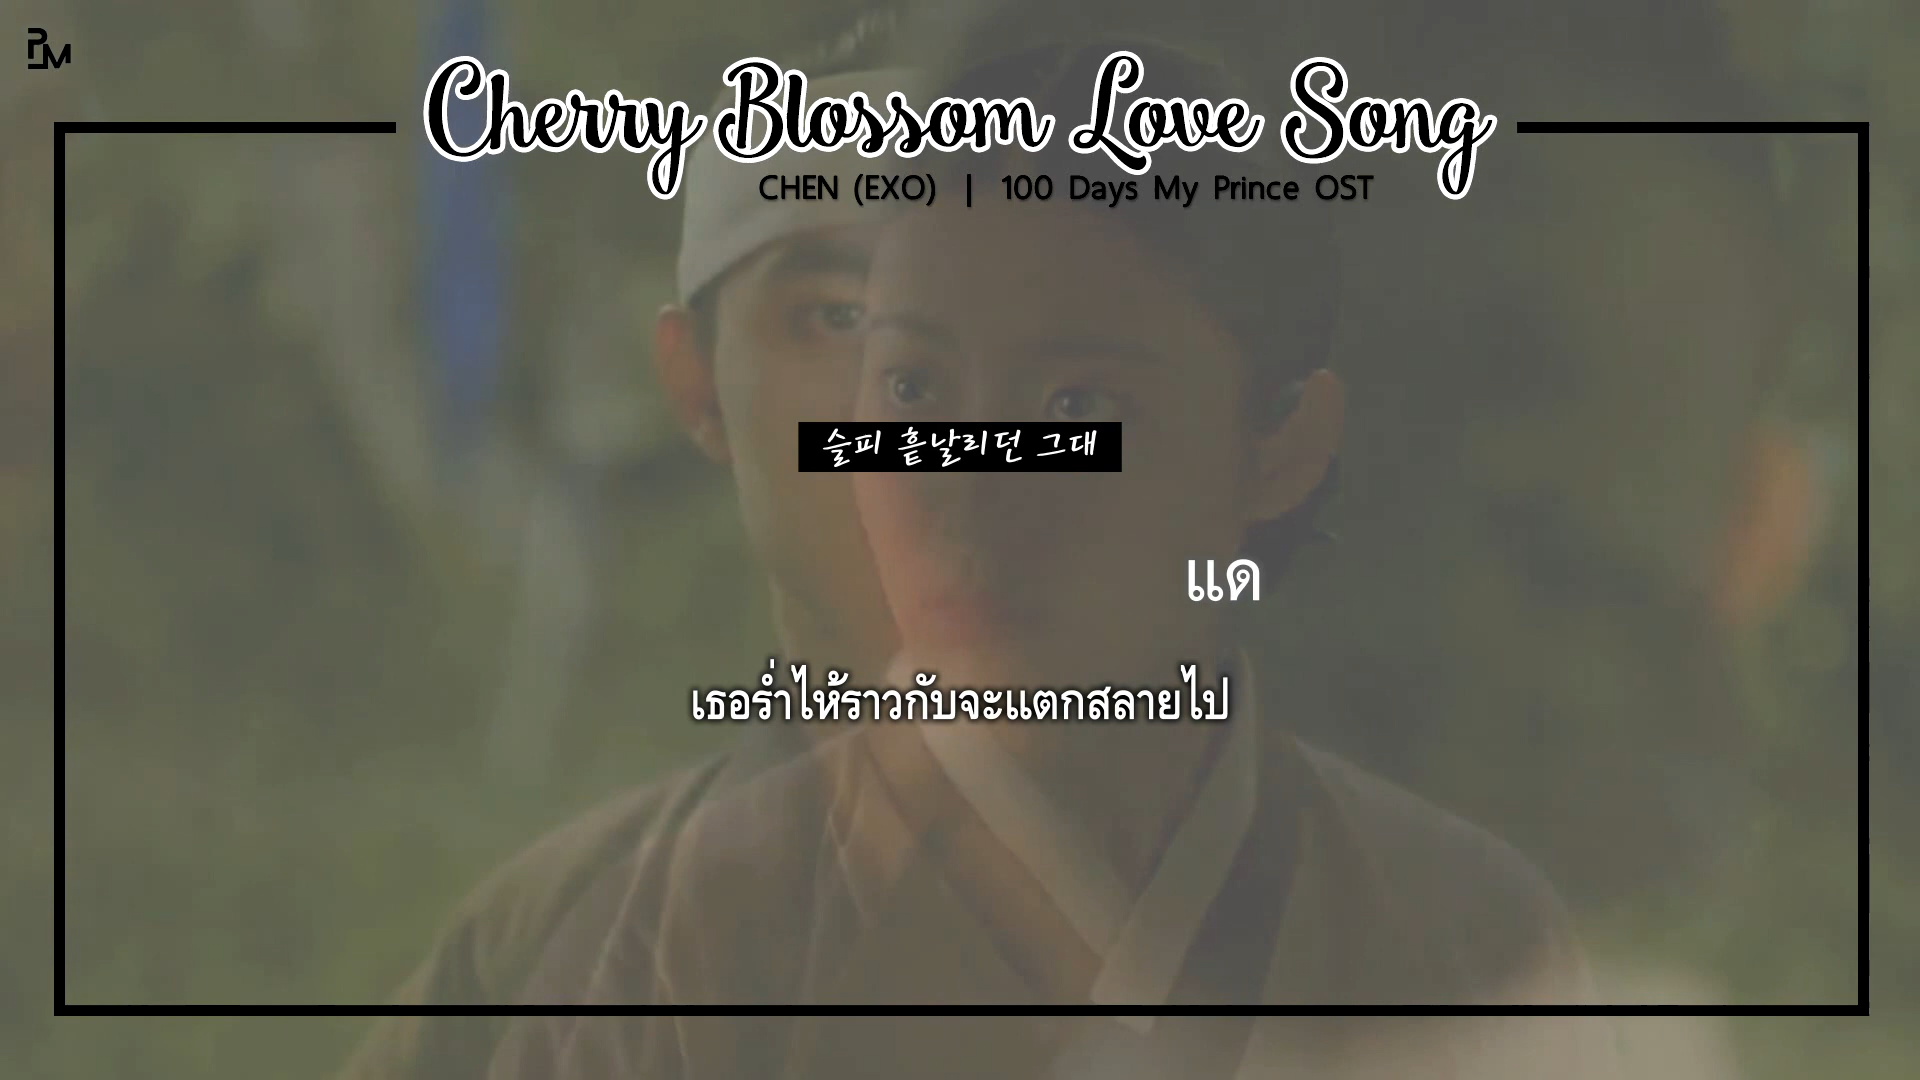 PLM
Cherry Blossom Love Song
CHEN (EXO) | 100 Days My Prince OST
슬피 흩날리던 그대
แด
เธอร่ำไห้ราวกับจะแตกสลายไป